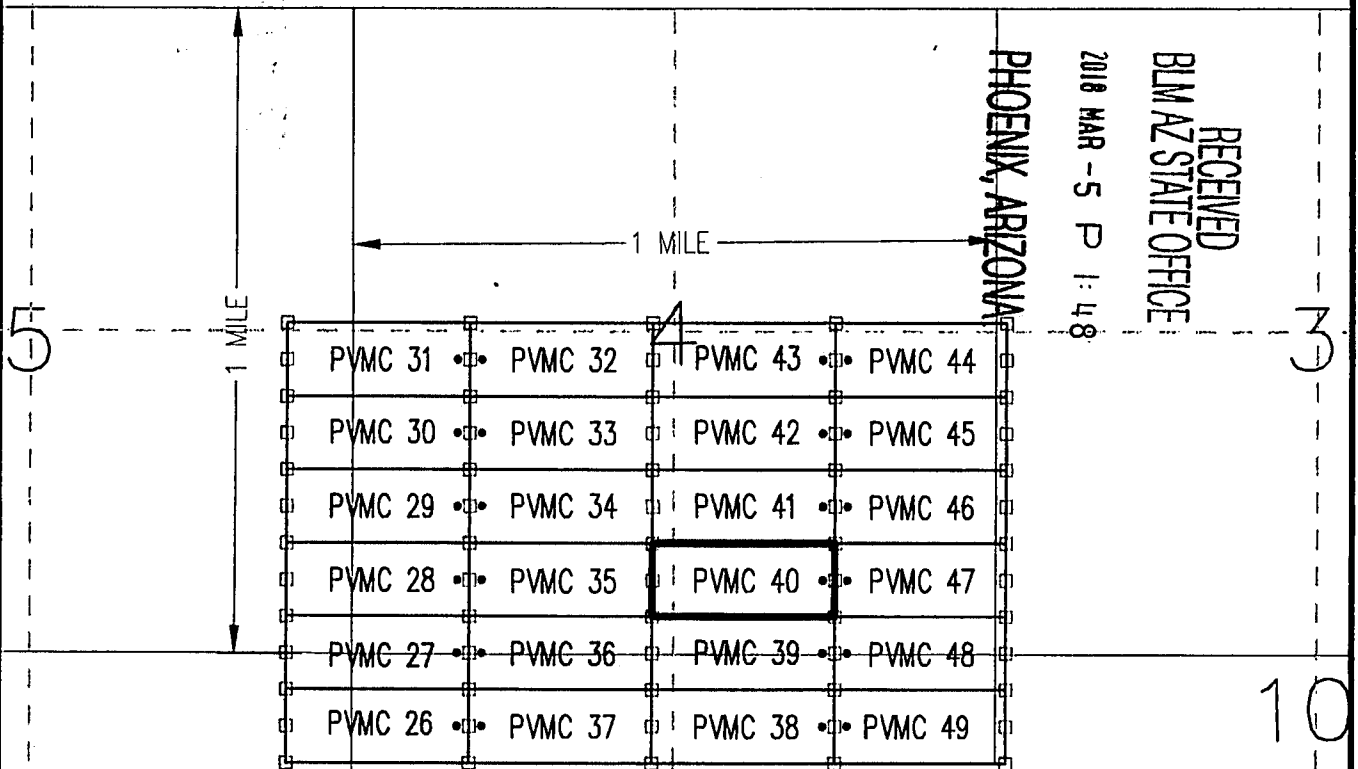 RECEIVED
BLM AZ STATE OFFICE
2018 MAR -5 P 1:48
PHOENIX, ARIZONA
1 MILE
1 MILE
5
4
3
PVMC 31 PVMC 32 PVMC 43 PVMC 44
PVMC 30 PVMC 33 PVMC 42 PVMC 45
PVMC 29 PVMC 34 PVMC 41 PVMC 46
PVMC 28 PVMC 35 PVMC 40 PVMC 47
PVMC 27 PVMC 36 PVMC 39 PVMC 48
PVMC 26 PVMC 37 PVMC 38 PVMC 49
10